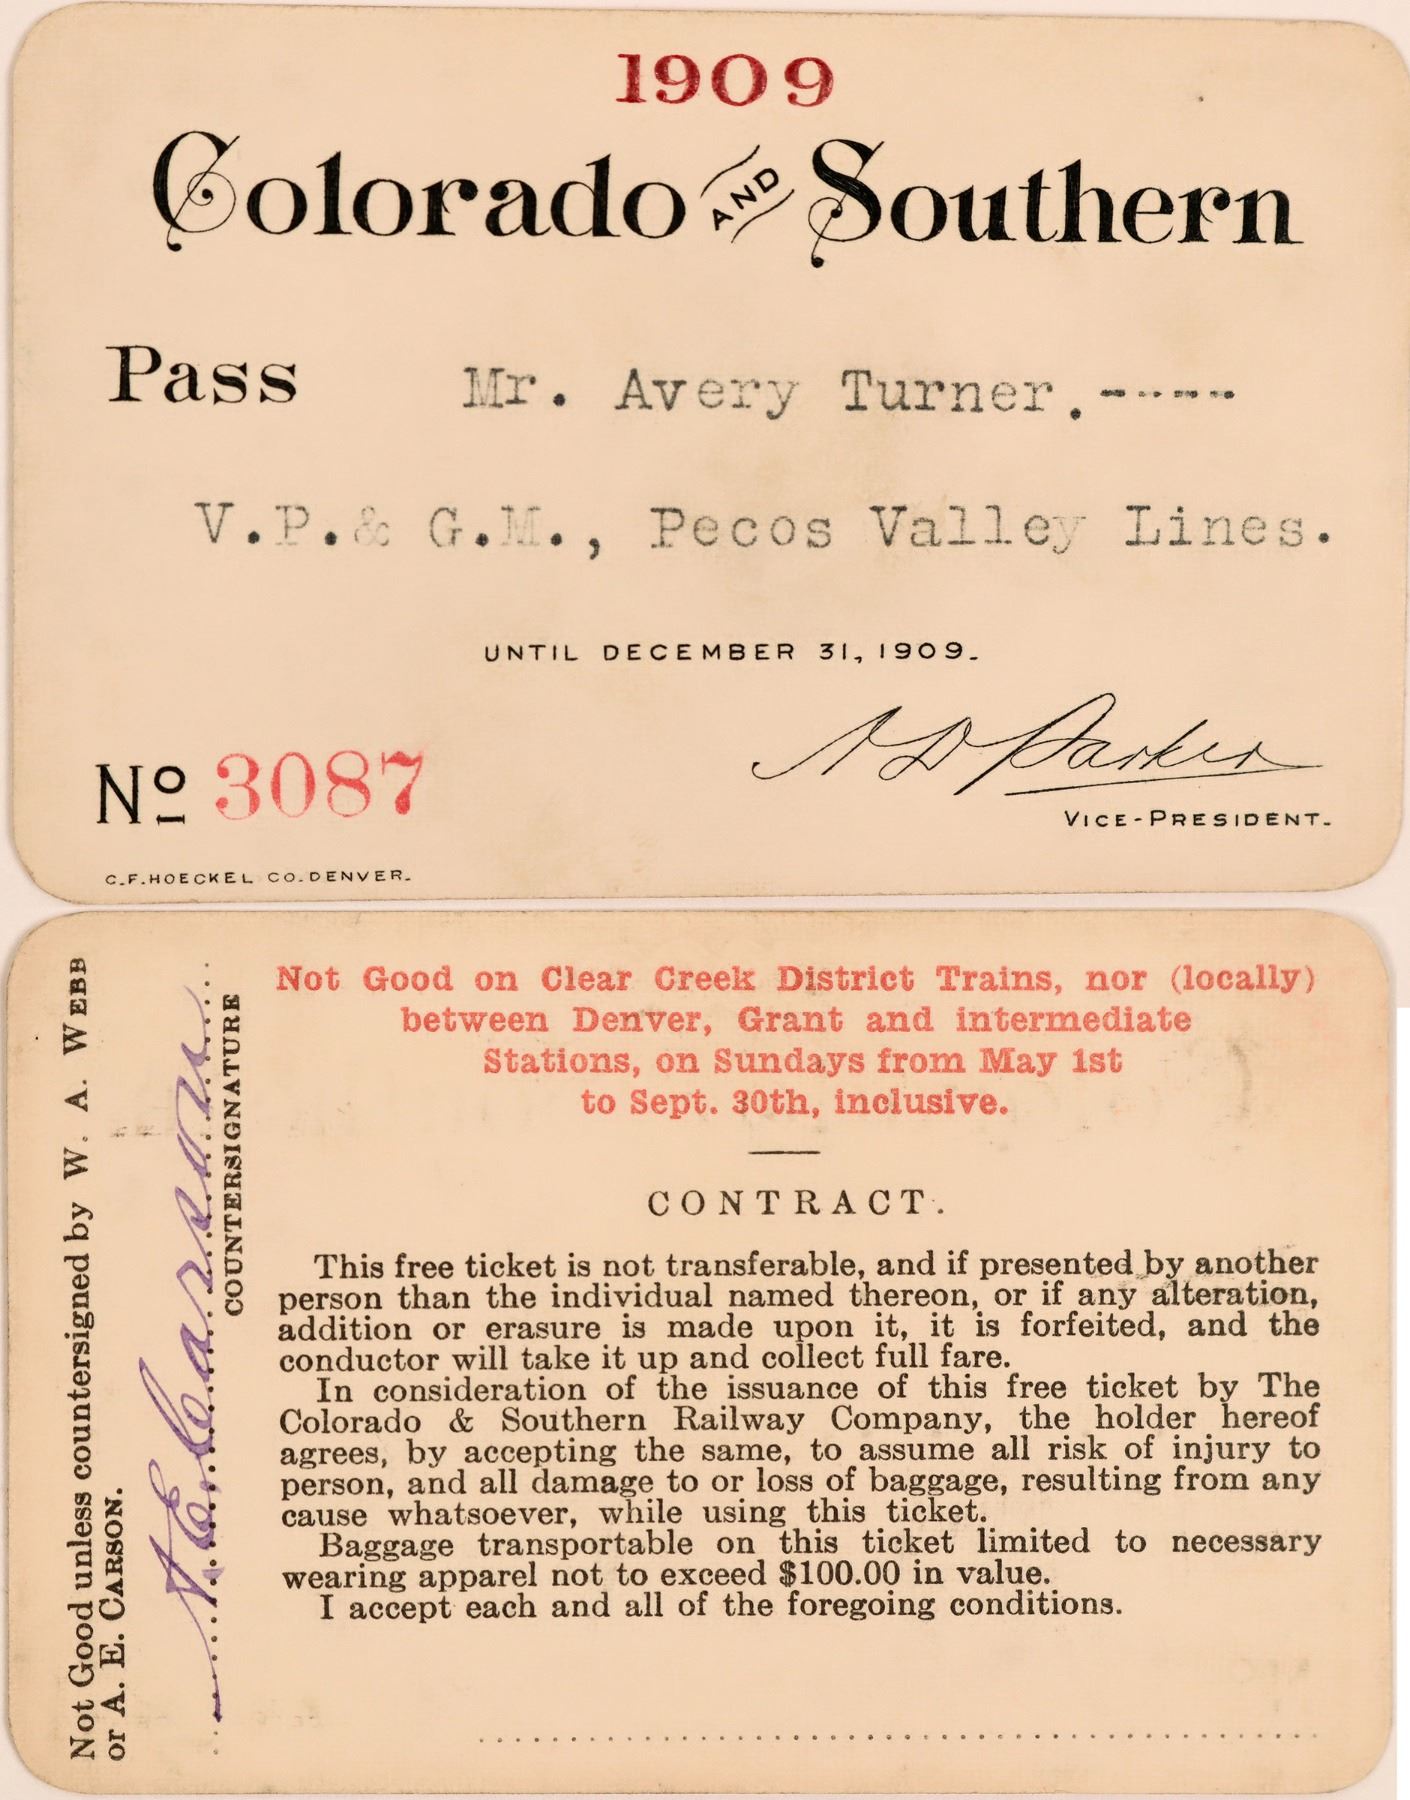 1909
Colorado AND Southern
Pass Mr. Avery Turner.-----
V.P.& G.M., Pecos Valley Lines.
UNTIL DECEMBER 31, 1909.
No 3087
A D Parker
VICE-PRESIDENT.
C.F.HOECKEL CO. DENVER.
Not Good unless countersigned by W. A. WEBB
or A. E. CARSON.
A. E. Carson
COUNTERSIGNATURE
Not Good on Clear Creek District Trains, nor (locally)
between Denver, Grant and intermediate
Stations, on Sundays from May 1st
to Sept. 30th, inclusive.
CONTRACT.
This free ticket is not transferable, and if presented by another
person than the individual named thereon, or if any alteration,
addition or erasure is made upon it, it is forfeited, and the
conductor will take it up and collect full fare.
In consideration of the issuance of this free ticket by The
Colorado & Southern Railway Company, the holder hereof
agrees, by accepting the same, to assume all risk of injury to
person, and all damage to or loss of baggage, resulting from any
cause whatsoever, while using this ticket.
Baggage transportable on this ticket limited to necessary
wearing apparel not to exceed $100.00 in value.
I accept each and all of the foregoing conditions.